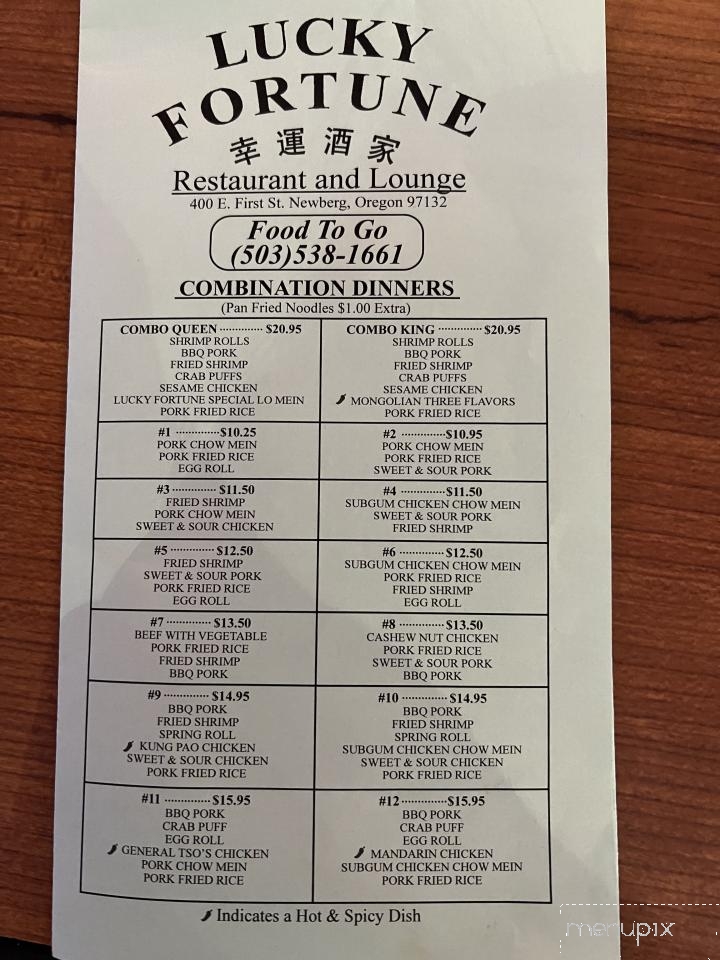 LUCKY
FORTUNE
幸運酒家
Restaurant and Lounge
400 E. First St. Newberg, Oregon 97132
Food To Go
(503)538-1661
COMBINATION DINNERS
(Pan Fried Noodles $1.00 Extra)
COMBO QUEEN ·············· $20.95
SHRIMP ROLLS
BBQ PORK
FRIED SHRIMP
CRAB PUFFS
SESAME CHICKEN
LUCKY FORTUNE SPECIAL LO MEIN
PORK FRIED RICE
COMBO KING ·············· $20.95
SHRIMP ROLLS
BBQ PORK
FRIED SHRIMP
CRAB PUFFS
SESAME CHICKEN
MONGOLIAN THREE FLAVORS
PORK FRIED RICE
#1 ··············$10.25
PORK CHOW MEIN
PORK FRIED RICE
EGG ROLL
#2 ··············$10.95
PORK CHOW MEIN
PORK FRIED RICE
SWEET & SOUR PORK
#3 ··············$11.50
FRIED SHRIMP
PORK CHOW MEIN
SWEET & SOUR CHICKEN
#4 ··············$11.50
SUBGUM CHICKEN CHOW MEIN
SWEET & SOUR PORK
FRIED SHRIMP
#5 ··············$12.50
FRIED SHRIMP
SWEET & SOUR PORK
PORK FRIED RICE
EGG ROLL
#6 ··············$12.50
SUBGUM CHICKEN CHOW MEIN
PORK FRIED RICE
FRIED SHRIMP
EGG ROLL
#7 ··············$13.50
BEEF WITH VEGETABLE
PORK FRIED RICE
FRIED SHRIMP
BBQ PORK
#8 ··············$13.50
CASHEW NUT CHICKEN
PORK FRIED RICE
SWEET & SOUR PORK
BBQ PORK
#9 ··············$14.95
BBQ PORK
FRIED SHRIMP
SPRING ROLL
KUNG PAO CHICKEN
SWEET & SOUR CHICKEN
PORK FRIED RICE
#10 ··············$14.95
BBQ PORK
FRIED SHRIMP
SPRING ROLL
SUBGUM CHICKEN CHOW MEIN
SWEET & SOUR CHICKEN
PORK FRIED RICE
#11 ··············$15.95
BBQ PORK
CRAB PUFF
EGG ROLL
GENERAL TSO'S CHICKEN
PORK CHOW MEIN
PORK FRIED RICE
#12··············$15.95
BBQ PORK
CRAB PUFF
EGG ROLL
MANDARIN CHICKEN
SUBGUM CHICKEN CHOW MEIN
PORK FRIED RICE
Indicates a Hot & Spicy Dish
menupix